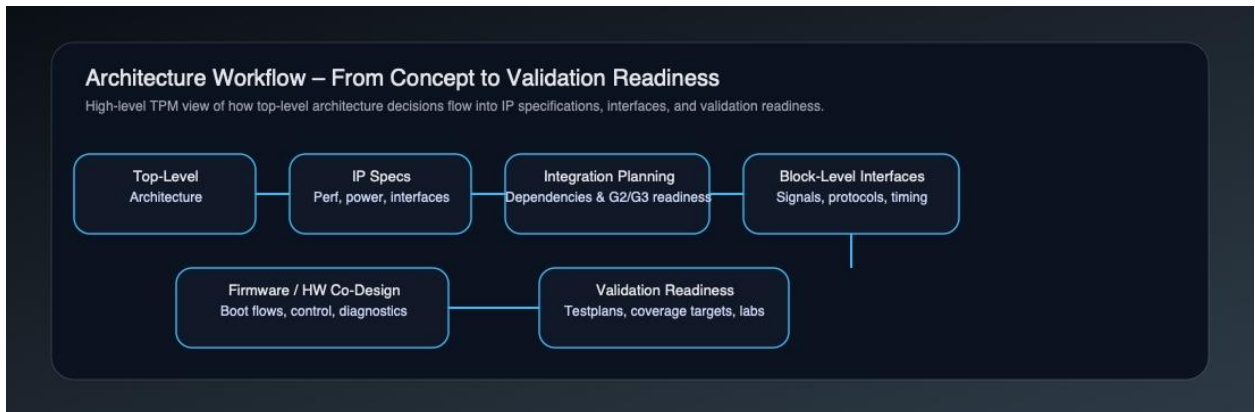 Architecture Workflow – From Concept to Validation Readiness
High-level TPM view of how top-level architecture decisions flow into IP specifications, interfaces, and validation readiness.
Top-Level
Architecture
IP Specs
Perf, power, interfaces
Integration Planning
Dependencies & G2/G3 readiness
Block-Level Interfaces
Signals, protocols, timing
Firmware / HW Co-Design
Boot flows, control, diagnostics
Validation Readiness
Testplans, coverage targets, labs